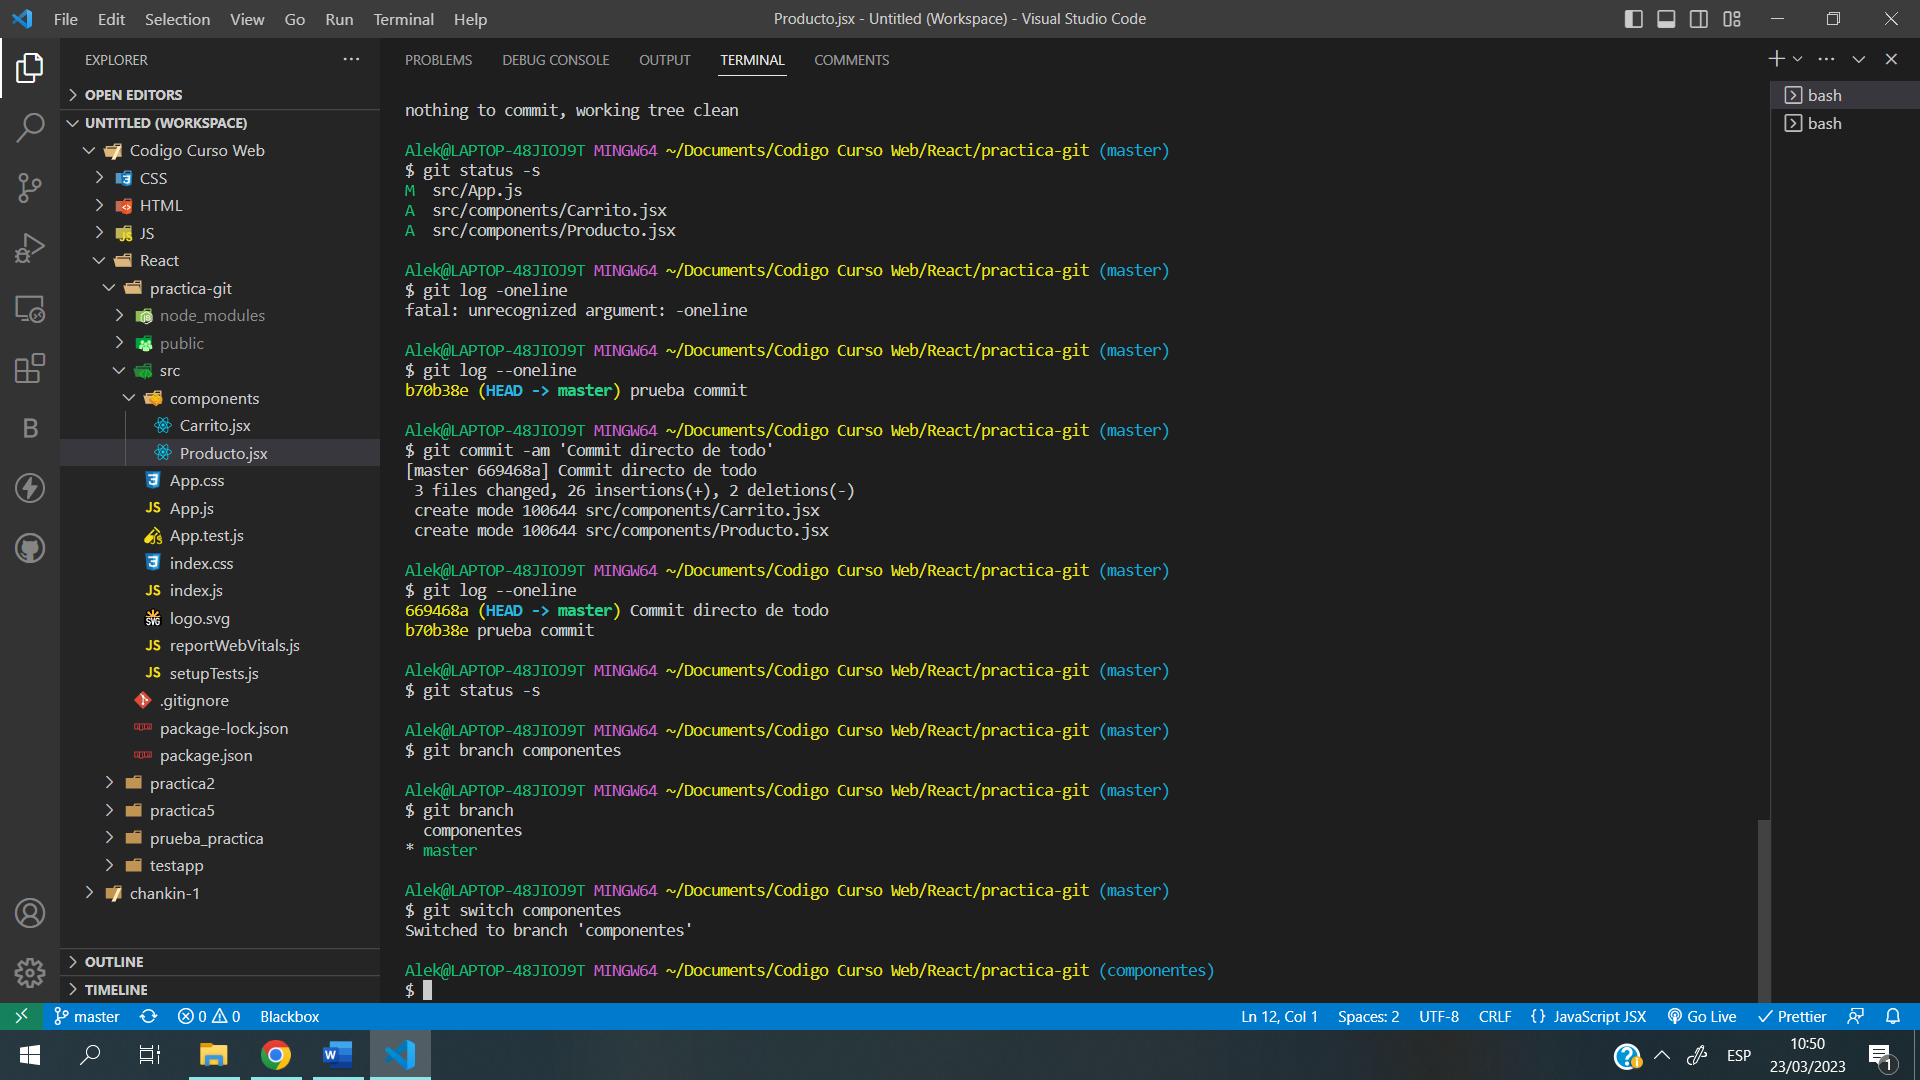 File Edit Selection View Go Run Terminal Help
Producto.jsx - Untitled (Workspace) - Visual Studio Code
EXPLORER
OPEN EDITORS
UNTITLED (WORKSPACE)
Codigo Curso Web
CSS
HTML
JS
React
practica-git
node_modules
public
src
components
Carrito.jsx
Producto.jsx
App.css
JS App.js
App.test.js
index.css
JS index.js
SVG logo.svg
JS reportWebVitals.js
JS setupTests.js
.gitignore
package-lock.json
package.json
practica2
practica5
prueba_practica
testapp
chankin-1
OUTLINE
TIMELINE
B
PROBLEMS DEBUG CONSOLE OUTPUT TERMINAL COMMENTS
nothing to commit, working tree clean
Alek@LAPTOP-48JIOJ9T MINGW64 ~/Documents/Codigo Curso Web/React/practica-git (master)
$ git status -s
M  src/App.js
A  src/components/Carrito.jsx
A  src/components/Producto.jsx
Alek@LAPTOP-48JIOJ9T MINGW64 ~/Documents/Codigo Curso Web/React/practica-git (master)
$ git log -oneline
fatal: unrecognized argument: -oneline
Alek@LAPTOP-48JIOJ9T MINGW64 ~/Documents/Codigo Curso Web/React/practica-git (master)
$ git log --oneline
b70b38e (HEAD -> master) prueba commit
Alek@LAPTOP-48JIOJ9T MINGW64 ~/Documents/Codigo Curso Web/React/practica-git (master)
$ git commit -am 'Commit directo de todo'
[master 669468a] Commit directo de todo
3 files changed, 26 insertions(+), 2 deletions(-)
create mode 100644 src/components/Carrito.jsx
create mode 100644 src/components/Producto.jsx
Alek@LAPTOP-48JIOJ9T MINGW64 ~/Documents/Codigo Curso Web/React/practica-git (master)
$ git log --oneline
669468a (HEAD -> master) Commit directo de todo
b70b38e prueba commit
Alek@LAPTOP-48JIOJ9T MINGW64 ~/Documents/Codigo Curso Web/React/practica-git (master)
$ git status -s
Alek@LAPTOP-48JIOJ9T MINGW64 ~/Documents/Codigo Curso Web/React/practica-git (master)
$ git branch componentes
Alek@LAPTOP-48JIOJ9T MINGW64 ~/Documents/Codigo Curso Web/React/practica-git (master)
$ git branch
componentes
* master
Alek@LAPTOP-48JIOJ9T MINGW64 ~/Documents/Codigo Curso Web/React/practica-git (master)
$ git switch componentes
Switched to branch 'componentes'
Alek@LAPTOP-48JIOJ9T MINGW64 ~/Documents/Codigo Curso Web/React/practica-git (componentes)
$
bash
bash
master 0 0 Blackbox
Ln 12, Col 1 Spaces: 2 UTF-8 CRLF {} JavaScript JSX Go Live Prettier
W
ESP
10:50
23/03/2023
1